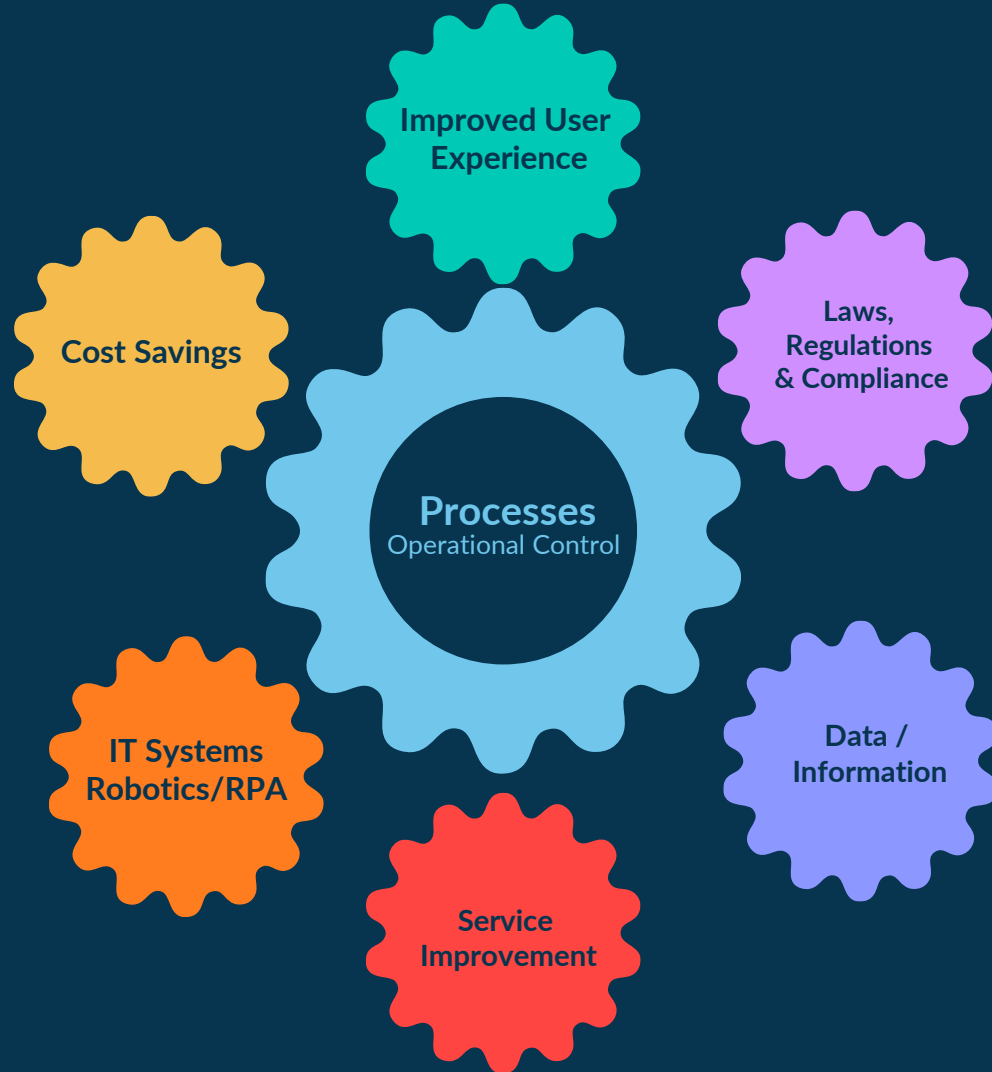 Improved User
Experience
Cost Savings
Laws,
Regulations
& Compliance
Processes
Operational Control
IT Systems
Robotics/RPA
Data /
Information
Service
Improvement